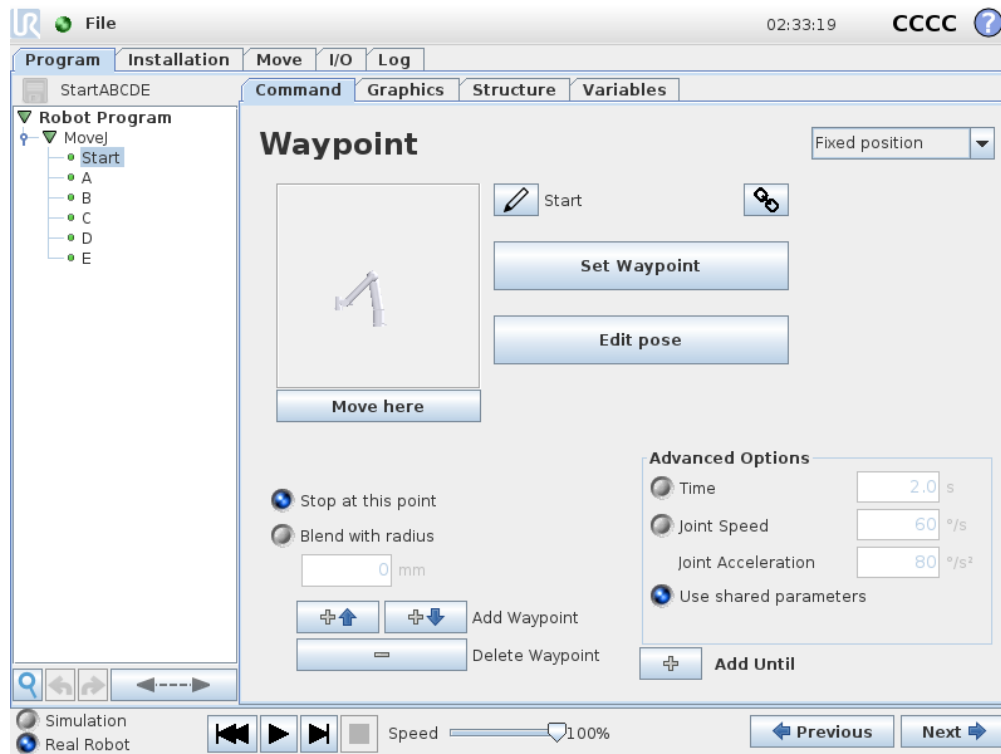 UR File 02:33:19 CCCC ?
Program Installation Move I/O Log
StartABCDE
Command Graphics Structure Variables
Robot Program
MoveJ
Start
A
B
C
D
E
Waypoint
Fixed position
Start
Set Waypoint
Edit pose
Move here
Stop at this point
Blend with radius
0 mm
Add Waypoint
Delete Waypoint
Advanced Options
Time 2.0 s
Joint Speed 60 °/s
Joint Acceleration 80 °/s²
Use shared parameters
Add Until
Simulation
Real Robot
Speed 100%
Previous Next